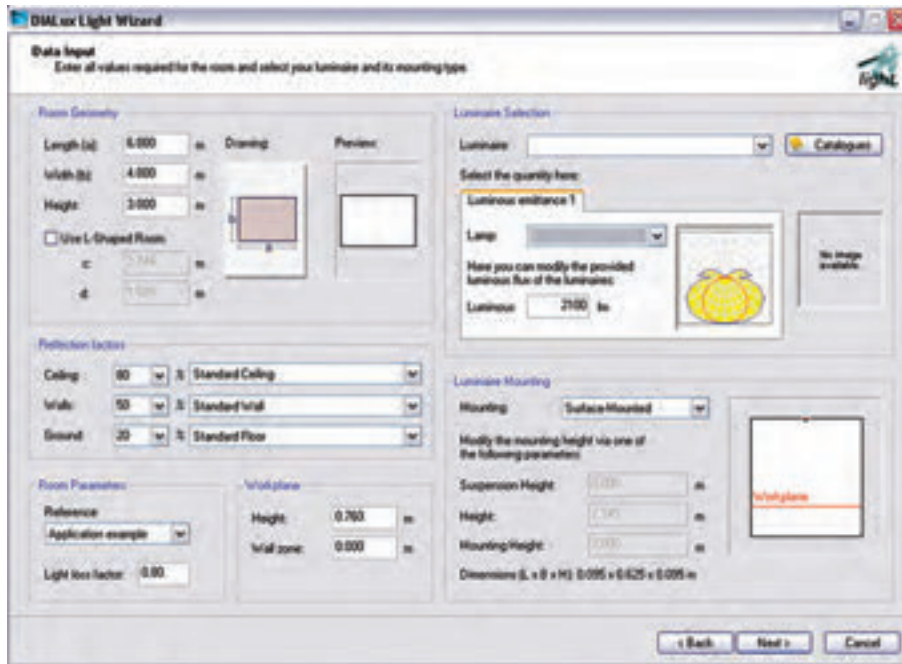 DIALux Light Wizard
Data Input
Enter all values required for the room and select your luminaire and its mounting type
light
Room Geometry
Length (a): 6.000 m
Drawing:
Preview:
Width (b): 4.000 m
Height: 3.000 m
b
a
Use L-Shaped Room
c: m
d: m
Luminaire Selection
Luminaire:
Catalogues
Select the quantity here:
Luminous emittance 1
Lamp:
Here you can modify the provided
luminous flux of the luminaires:
Luminous 2100 lm
No image
available.
Reflection factors
Ceiling: 80 % Standard Ceiling
Walls: 50 % Standard Wall
Ground: 20 % Standard Floor
Room Parameters
Reference
Application example
Light loss factor: 0.80
Workplane
Height: 0.760 m
Wall zone: 0.000 m
Luminaire Mounting
Mounting: Surface-Mounted
Modify the mounting height via one of
the following parameters
Suspension Height: m
Height: m
Mounting Height: m
Dimensions (L x B x H): 0.095 x 0.625 x 0.095 m
Workplane
< Back
Next >
Cancel